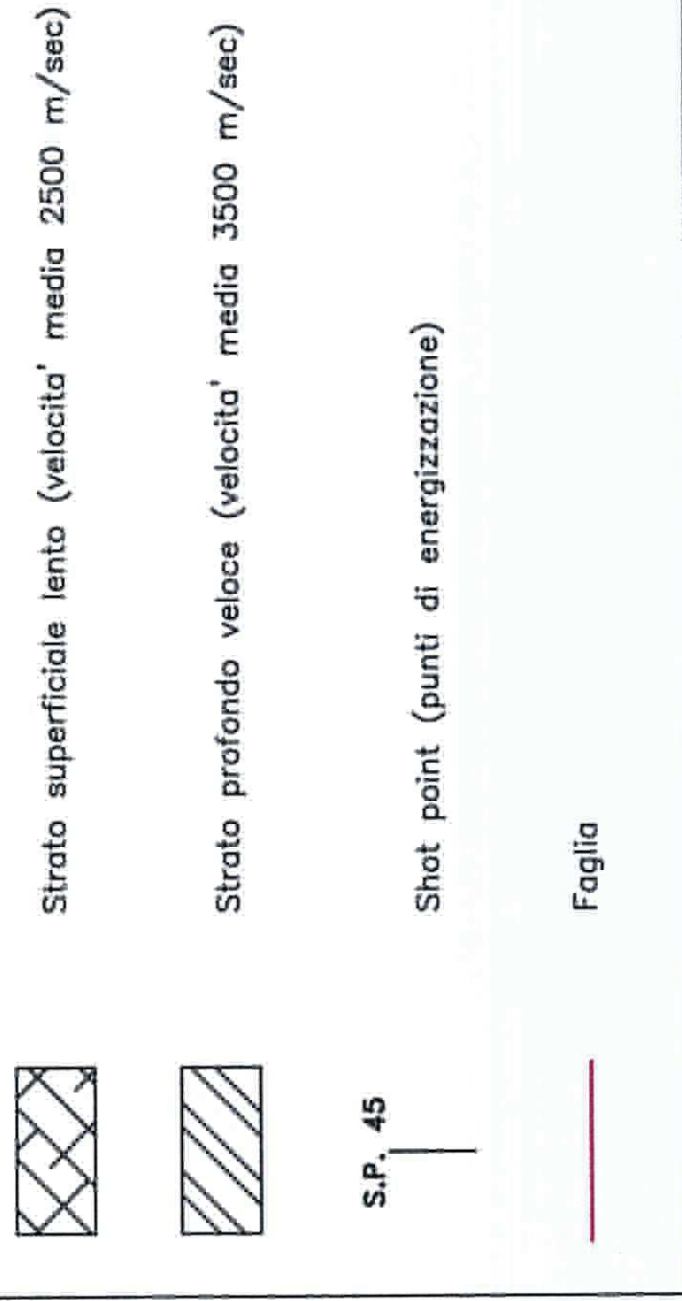 Strato superficiale lento (velocita' media 2500 m/sec)
Strato profondo veloce (velocita' media 3500 m/sec)
S.P. 45
Shot point (punti di energizzazione)
Faglia